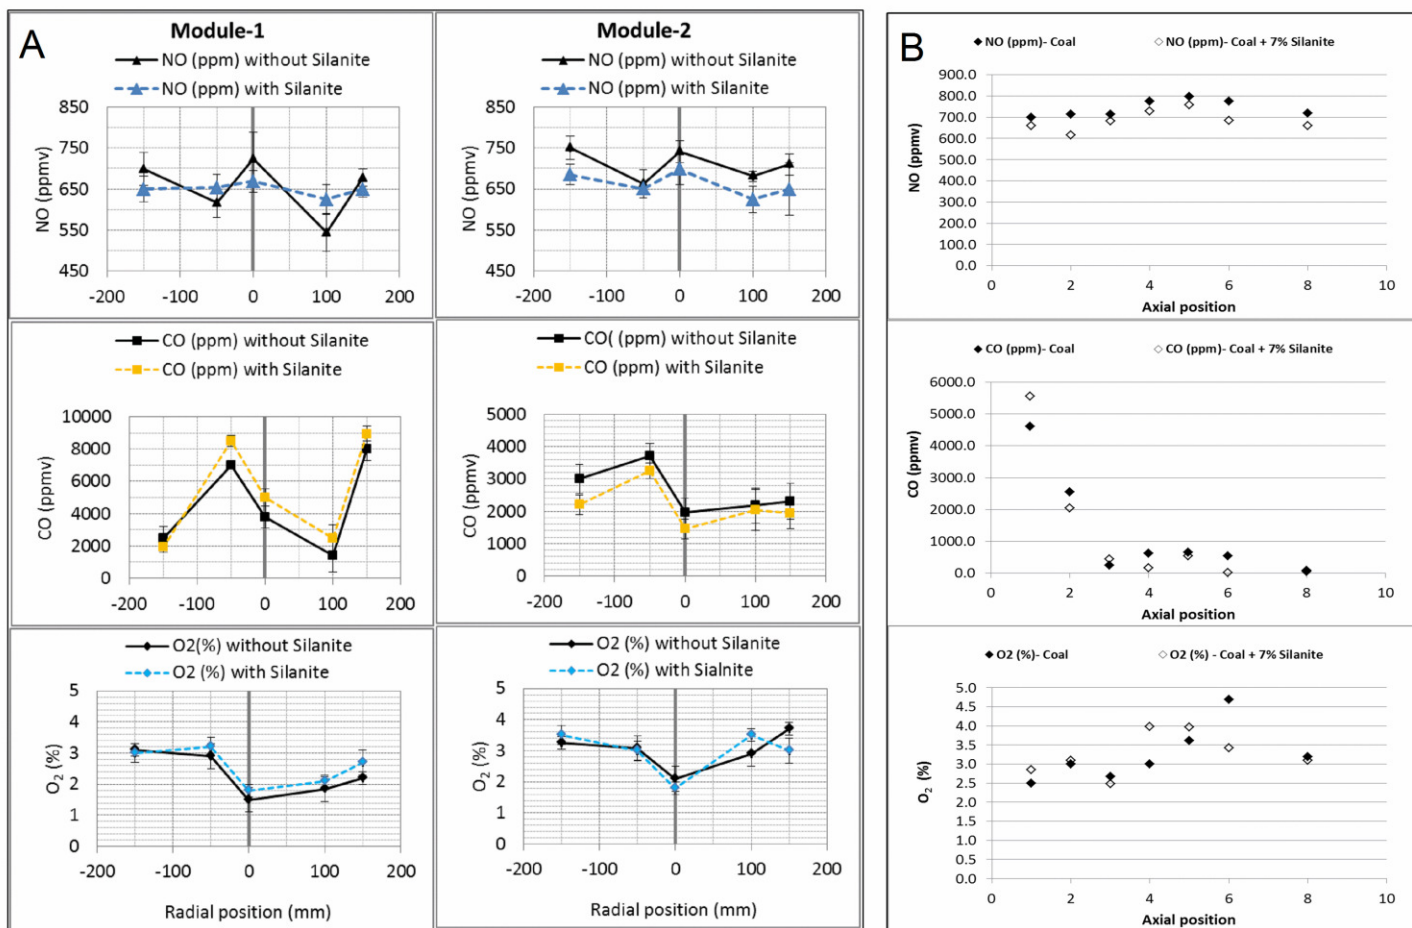 A
Module-1
NO (ppm) without Silanite
NO (ppm) with Silanite
850
750
650
550
450
NO (ppmv)
-200 -100 0 100 200
Module-2
NO (ppm) without Silanite
NO (ppm) with Silanite
850
750
650
550
450
NO (ppmv)
-200 -100 0 100 200
CO (ppm) without Silanite
CO (ppm) with Silanite
10000
8000
6000
4000
2000
0
CO (ppmv)
-200 -100 0 100 200
CO( (ppm) without Silanite
CO (ppm) with Silanite
5000
4000
3000
2000
1000
0
CO (ppmv)
-200 -100 0 100 200
O2(%) without Silanite
O2 (%) with Silanite
5
4
3
2
1
0
O2 (%)
-200 -100 0 100 200
Radial position (mm)
O2 (%) without Silanite
O2 (%) with Sialnite
5
4
3
2
1
0
O2 (%)
-200 -100 0 100 200
Radial position (mm)
B
NO (ppm)- Coal NO (ppm)- Coal + 7% Silanite
900.0
800.0
700.0
600.0
500.0
400.0
300.0
200.0
100.0
0.0
NO (ppmv)
0 2 4 6 8 10
Axial position
CO (ppm)- Coal CO (ppm)- Coal + 7% Silanite
6000.0
5000.0
4000.0
3000.0
2000.0
1000.0
0.0
CO (ppmv)
0 2 4 6 8 10
Axial position
O2 (%)- Coal O2 (%) - Coal + 7% Silanite
5.0
4.5
4.0
3.5
3.0
2.5
2.0
1.5
1.0
0.5
0.0
O2 (%)
0 2 4 6 8 10
Axial position